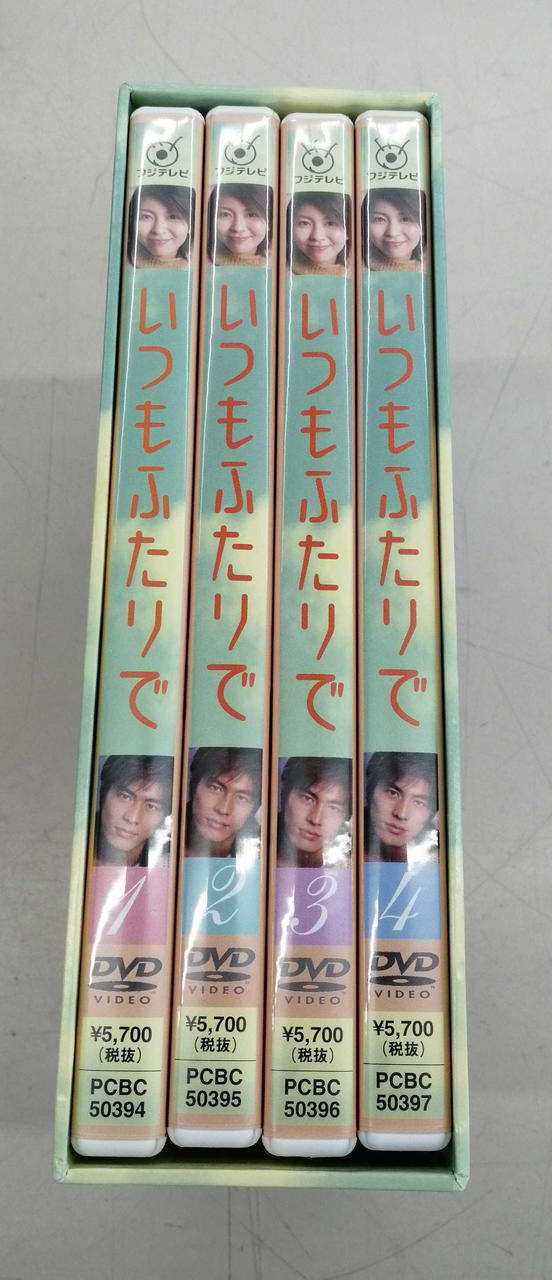 フジテレビ
いつもふたりで
1
DVD
VIDEO
¥5,700
(税抜)
PCBC
50394
フジテレビ
いつもふたりで
2
DVD
VIDEO
¥5,700
(税抜)
PCBC
50395
フジテレビ
いつもふたりで
3
DVD
VIDEO
¥5,700
(税抜)
PCBC
50396
フジテレビ
いつもふたりで
4
DVD
VIDEO
¥5,700
(税抜)
PCBC
50397